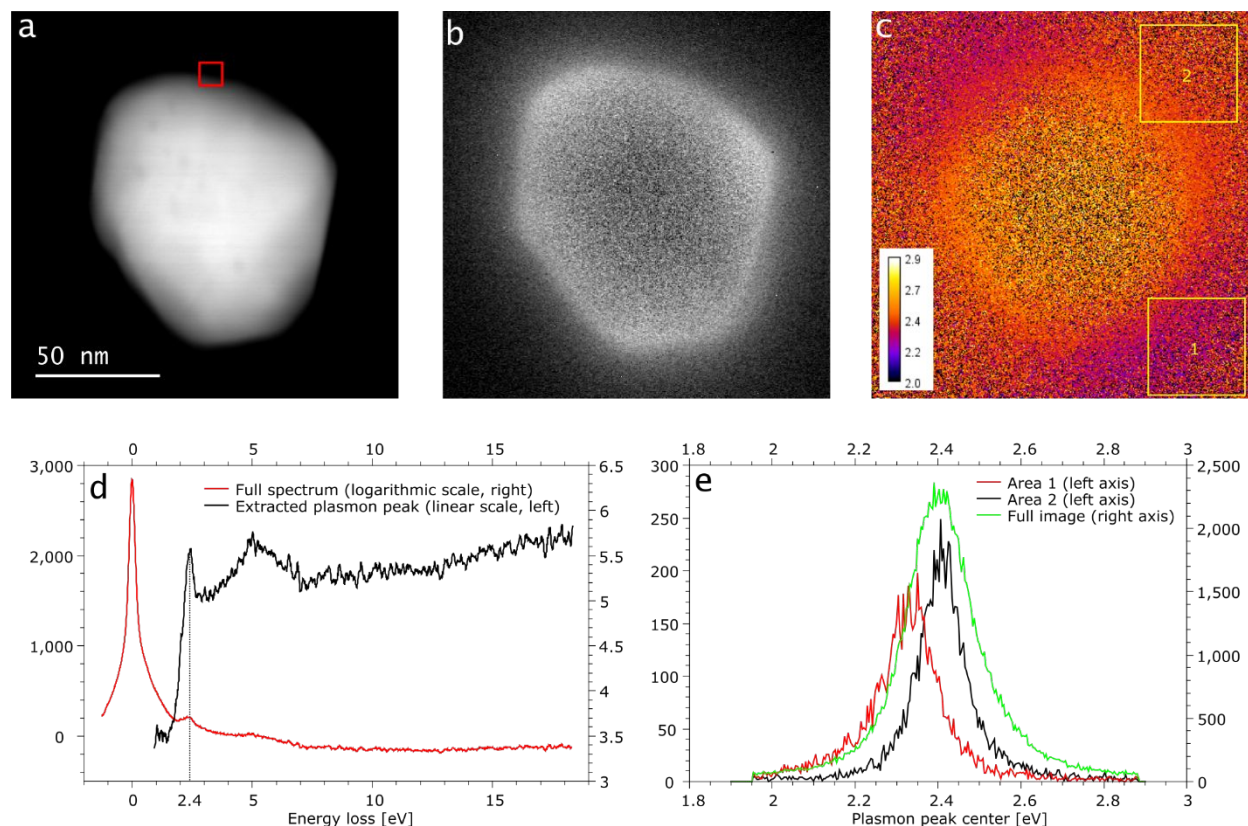 a
b
c
50 nm
2
1
2.9
2.7
2.6
2.4
2.3
2.2
2.0
0 5 10 15
3,000
2,000
1,000
0
d
Full spectrum (logarithmic scale, right)
Extracted plasmon peak (linear scale, left)
6.5
6
5.5
5
4.5
4
3.5
3
0 2.4 5 10 15
Energy loss [eV]
1.8 2 2.2 2.4 2.6 2.8 3
300
250
200
150
100
50
0
e
Area 1 (left axis)
Area 2 (left axis)
Full image (right axis)
2,500
2,000
1,500
1,000
500
0
1.8 2 2.2 2.4 2.6 2.8 3
Plasmon peak center [eV]